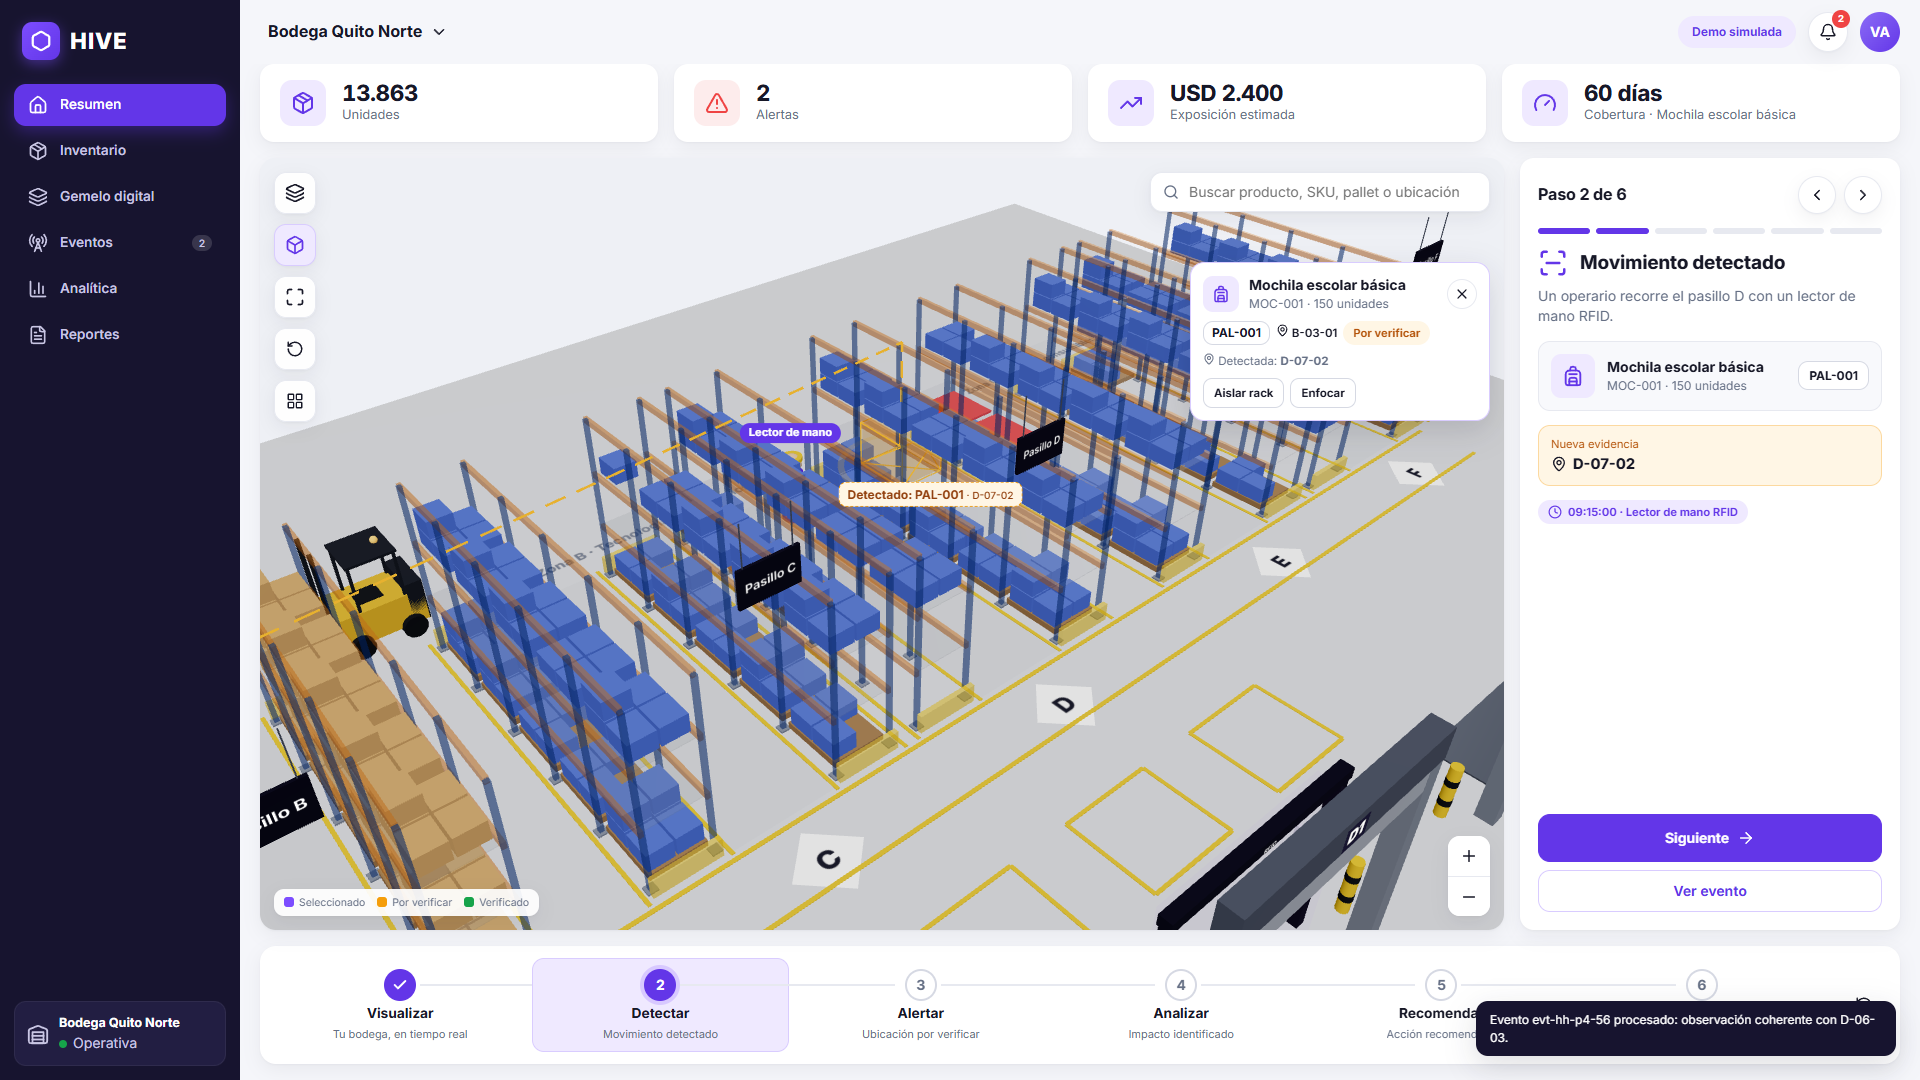 HIVE
Resumen
Inventario
Gemelo digital
Eventos
2
Analítica
Reportes
Bodega Quito Norte
Operativa
Bodega Quito Norte
Demo simulada
2
VA
13.863
Unidades
2
Alertas
USD 2.400
Exposición estimada
60 días
Cobertura · Mochila escolar básica
Buscar producto, SKU, pallet o ubicación
Mochila escolar básica
MOC-001 · 150 unidades
PAL-001
B-03-01
Por verificar
Detectada: D-07-02
Aislar rack
Enfocar
Lector de mano
Detectado: PAL-001 · D-07-02
Pasillo D
Pasillo C
illo B
Zona B - Tecnolog
F
E
D
C
D1
Seleccionado
Por verificar
Verificado
Paso 2 de 6
Movimiento detectado
Un operario recorre el pasillo D con un lector de
mano RFID.
Mochila escolar básica
MOC-001 · 150 unidades
PAL-001
Nueva evidencia
D-07-02
09:15:00 · Lector de mano RFID
Siguiente
Ver evento
Visualizar
Tu bodega, en tiempo real
2
Detectar
Movimiento detectado
3
Alertar
Ubicación por verificar
4
Analizar
Impacto identificado
5
Recomenda
Acción recomend
6
Evento evt-hh-p4-56 procesado: observación coherente con D-06-
03.